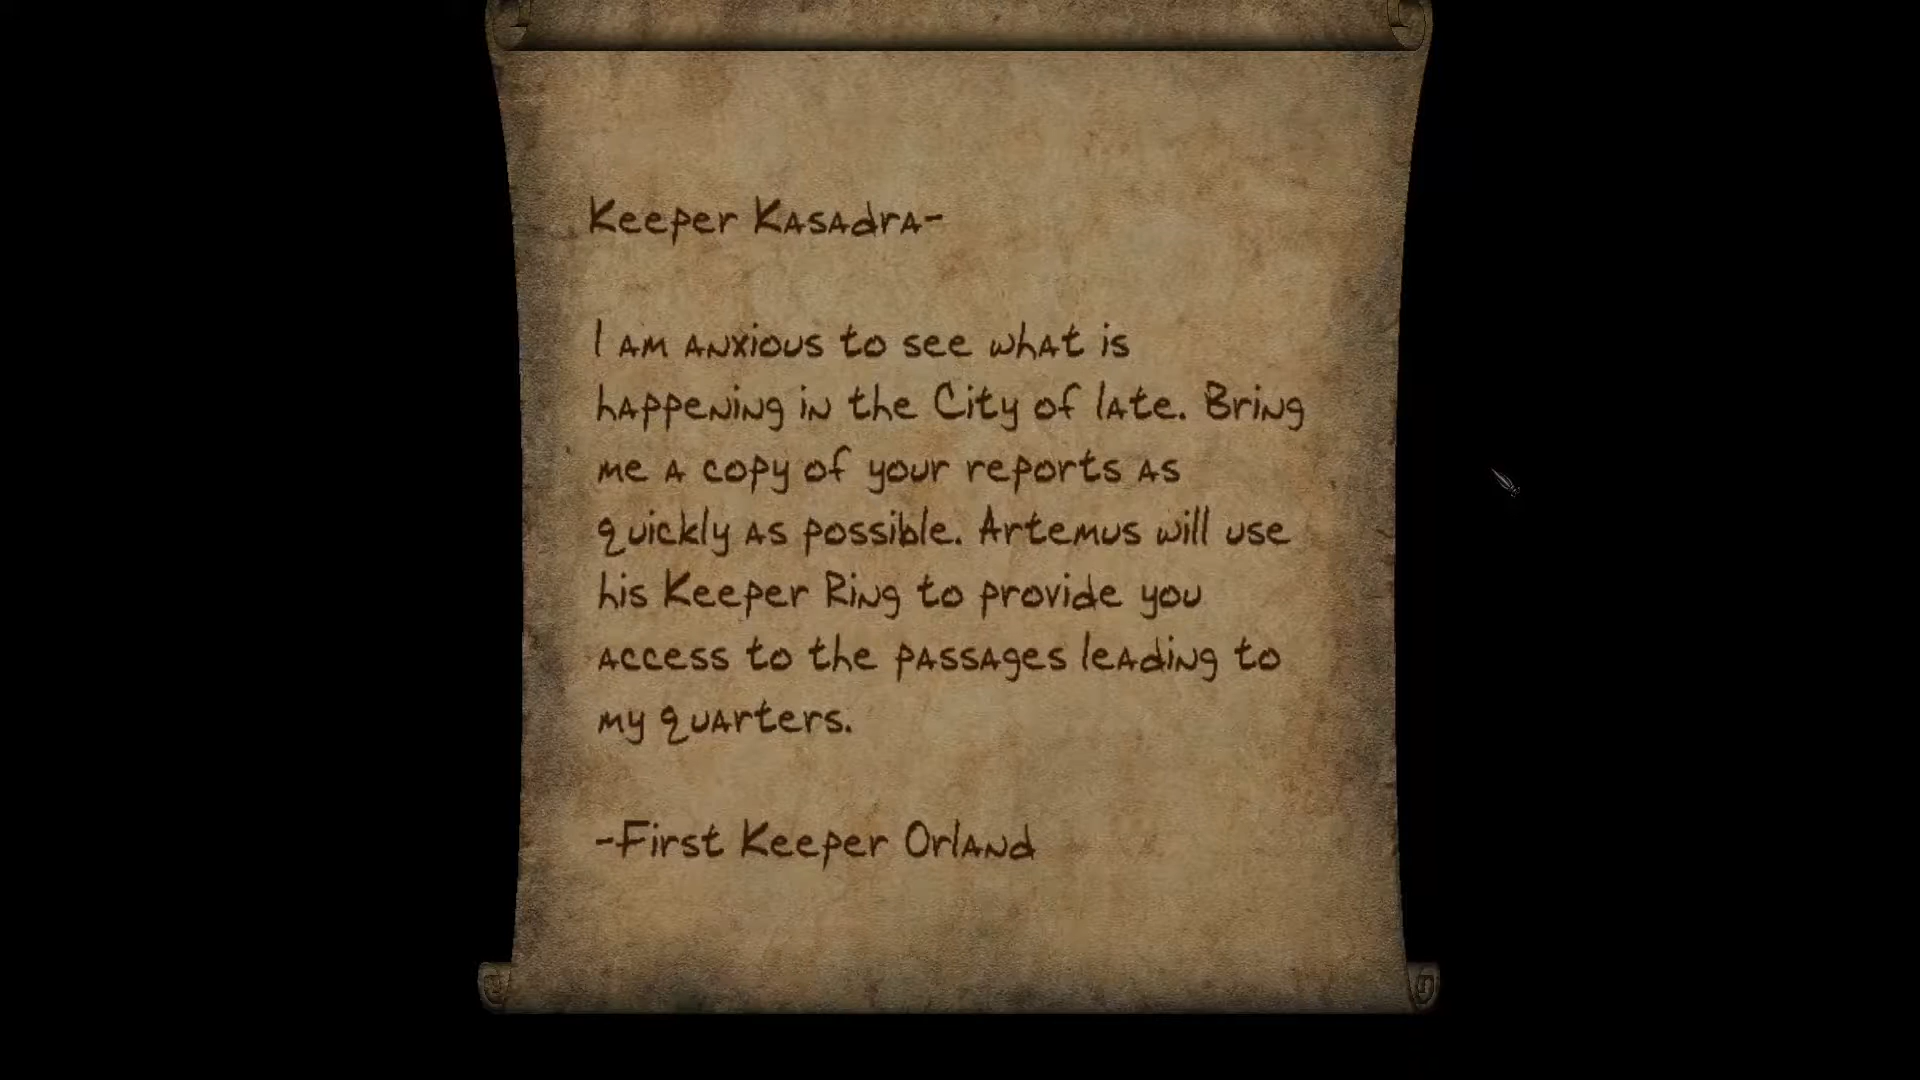 Keeper Kasadra-
I am anxious to see what is
happening in the City of late. Bring
me a copy of your reports as
quickly as possible. Artemus will use
his Keeper Ring to provide you
access to the passages leading to
my quarters.
-First Keeper Orland